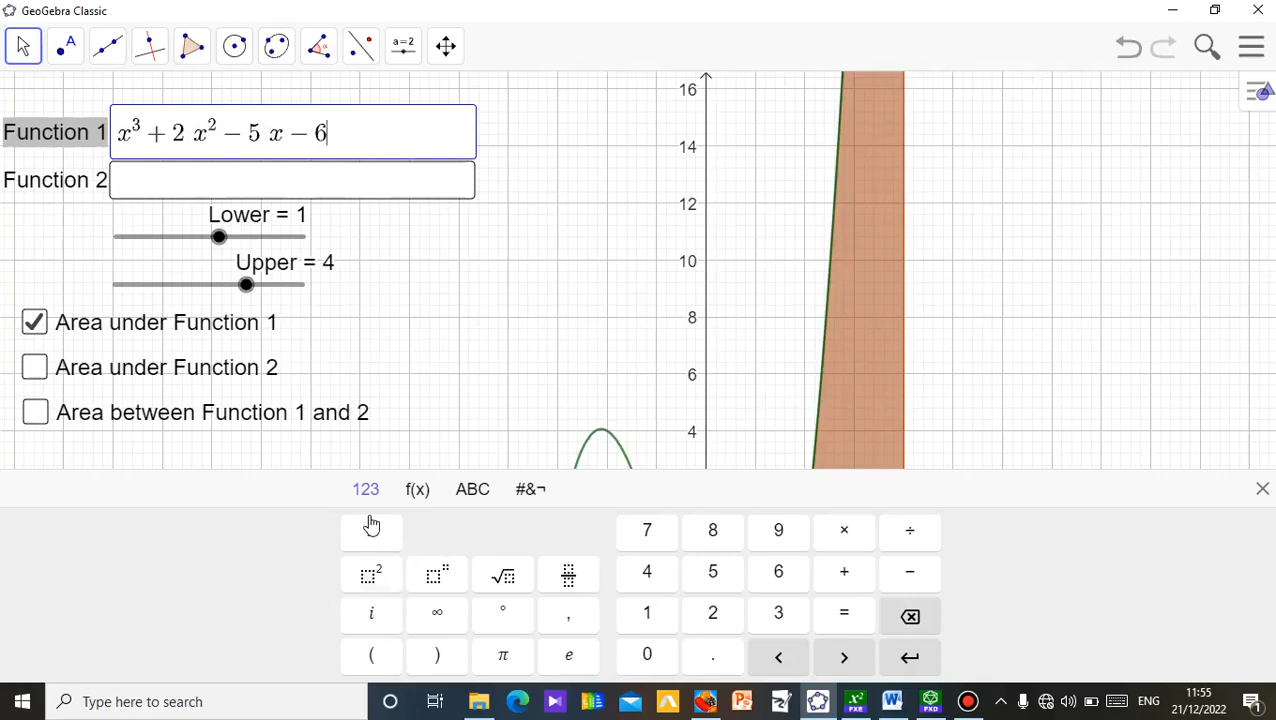 GeoGebra Classic
A
a=2
Function 1 x³ + 2 x² − 5 x − 6
Function 2
Lower = 1
Upper = 4
Area under Function 1
Area under Function 2
Area between Function 1 and 2
16
14
12
10
8
6
4
123 f(x) ABC #&¬
7 8 9 × ÷
□² □ⁿ √□ 4 5 6 + −
i ∞ ° , 1 2 3 =
( ) π e 0 . < >
Type here to search
ENG
11:55
21/12/2022
1